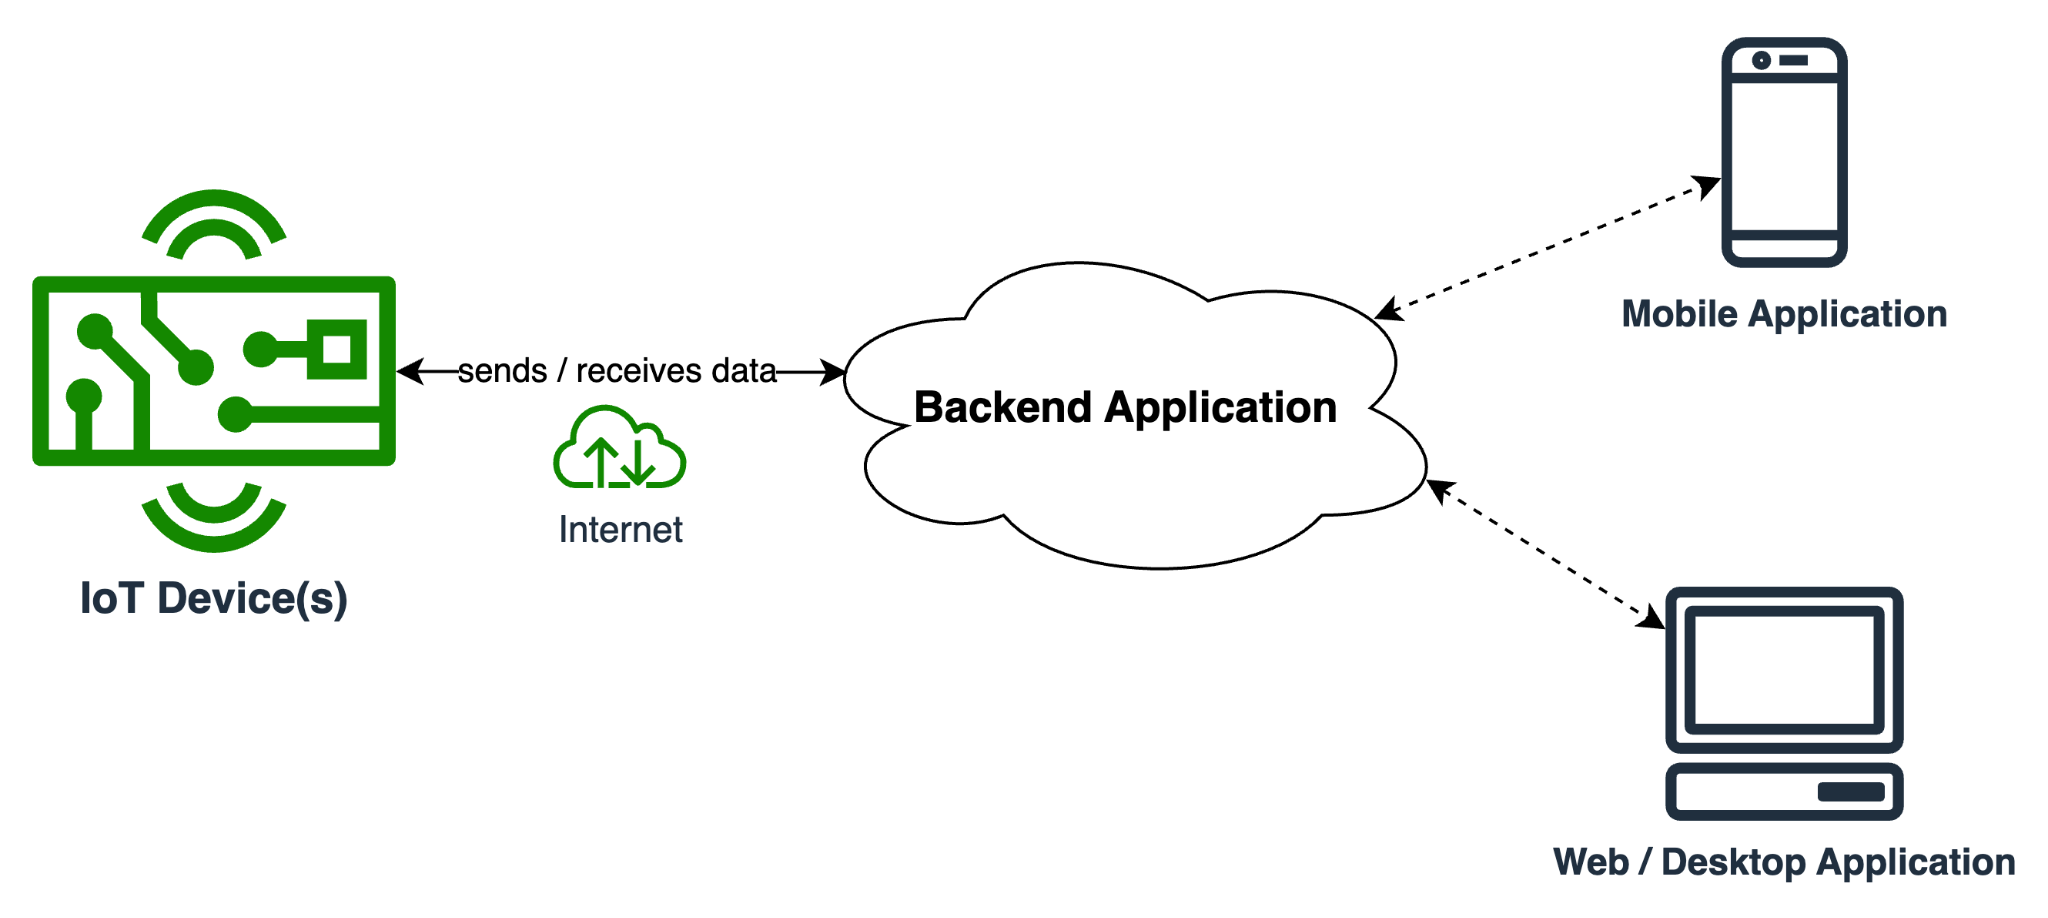 Mobile Application
sends / receives data
Backend Application
Internet
IoT Device(s)
Web / Desktop Application